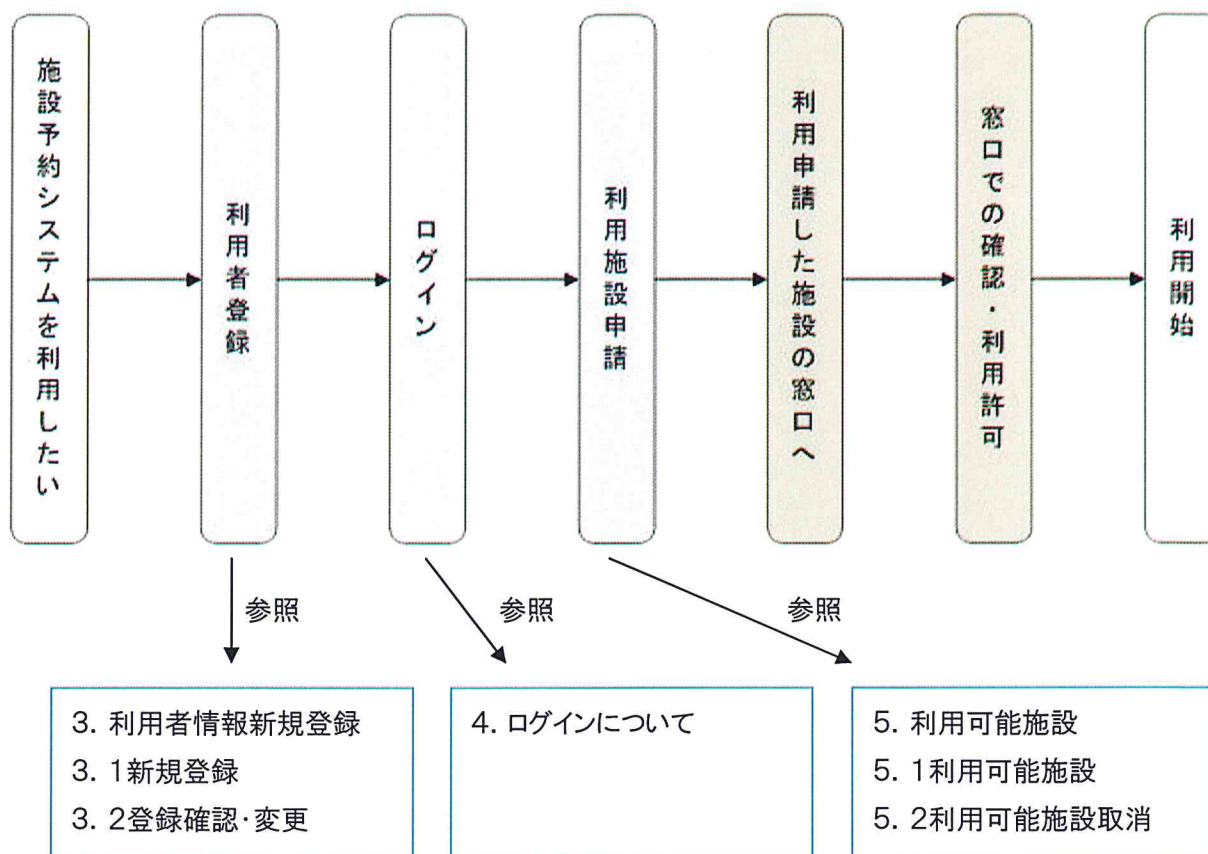 施設予約システムを利用したい
利用者登録
ログイン
利用施設申請
利用申請した施設の窓口へ
窓口での確認・利用許可
利用開始
参照
参照
参照
3. 利用者情報新規登録
3. 1新規登録
3. 2登録確認・変更
4. ログインについて
5. 利用可能施設
5. 1利用可能施設
5. 2利用可能施設取消